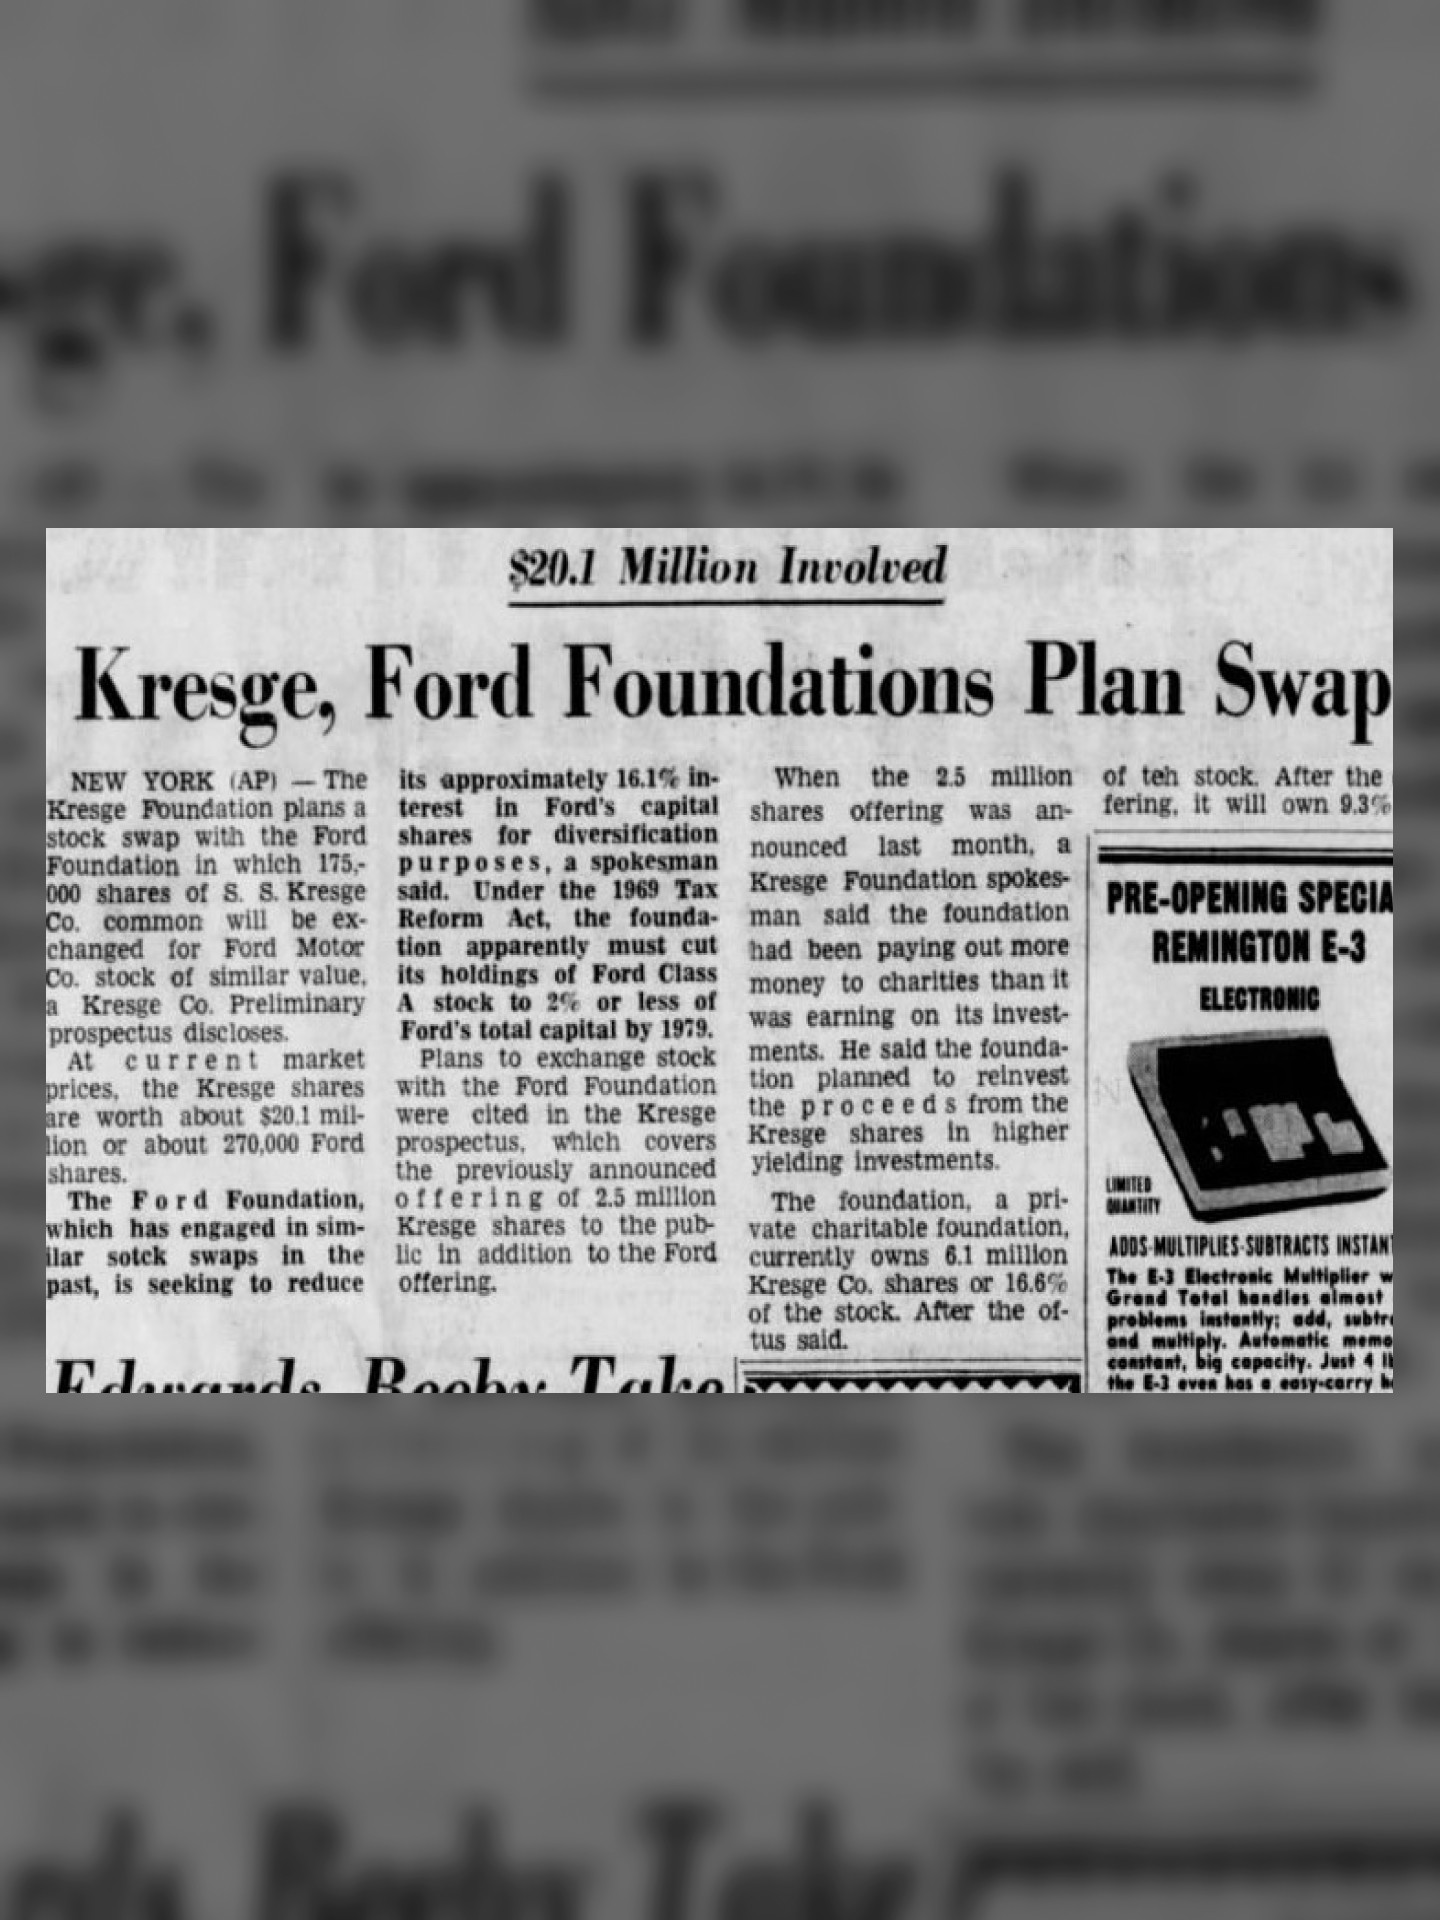 $20.1 Million Involved
Kresge, Ford Foundations Plan Swap
NEW YORK (AP) — The
Kresge Foundation plans a
stock swap with the Ford
Foundation in which 175,-
000 shares of S. S. Kresge
Co. common will be ex-
changed for Ford Motor
Co. stock of similar value,
a Kresge Co. Preliminary
prospectus discloses.
At current market
prices, the Kresge shares
are worth about $20.1 mil-
lion or about 270,000 Ford
shares.
The Ford Foundation,
which has engaged in sim-
ilar sotck swaps in the
past, is seeking to reduce
its approximately 16.1% in-
terest in Ford's capital
shares for diversification
purposes, a spokesman
said. Under the 1969 Tax
Reform Act, the founda-
tion apparently must cut
its holdings of Ford Class
A stock to 2% or less of
Ford's total capital by 1979.
Plans to exchange stock
with the Ford Foundation
were cited in the Kresge
prospectus, which covers
the previously announced
offering of 2.5 million
Kresge shares to the pub-
lic in addition to the Ford
offering.
When the 2.5 million
shares offering was an-
nounced last month, a
Kresge Foundation spokes-
man said the foundation
had been paying out more
money to charities than it
was earning on its invest-
ments. He said the founda-
tion planned to reinvest
the proceeds from the
Kresge shares in higher
yielding investments.
The foundation, a pri-
vate charitable foundation,
currently owns 6.1 million
Kresge Co. shares or 16.6%
of the stock. After the of-
tus said.
of teh stock. After the
fering, it will own 9.3%
PRE-OPENING SPECIA
REMINGTON E-3
ELECTRONIC
LIMITED
QUANTITY
ADDS-MULTIPLIES-SUBTRACTS INSTAN
The E-3 Electronic Multiplier w
Grand Total handles almost
problems instantly; add, subtr
and multiply. Automatic memo
constant, big capacity. Just 4 l
the E-3 even has a easy-carry h
Edwards, Beeby Take